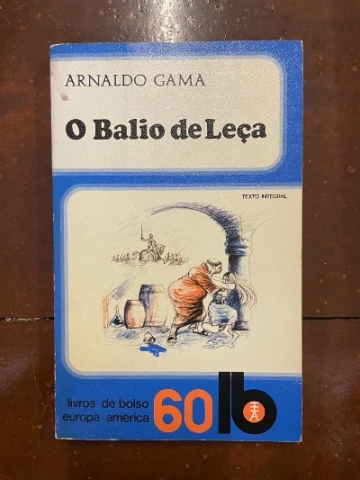 ARNALDO GAMA
O Balio de Leça
TEXTO INTEGRAL
livros de bolso
europa-américa
60
lb